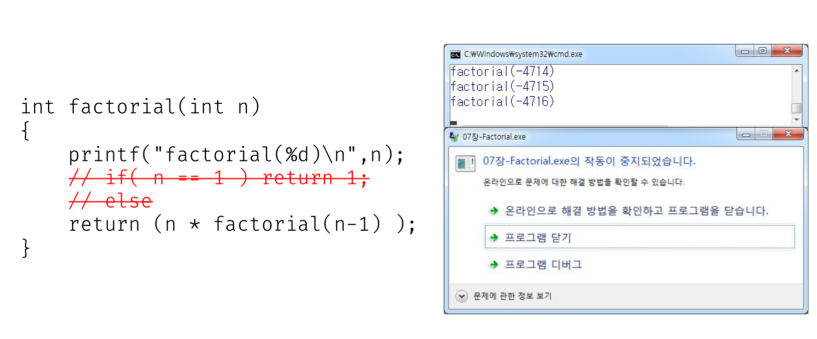 int factorial(int n)
{
printf("factorial(%d)\n",n);
// if( n == 1 ) return 1;
// else
return (n * factorial(n-1) );
}
C:₩Windows₩system32₩cmd.exe
factorial(-4714)
factorial(-4715)
factorial(-4716)
07장-Factorial.exe
07장-Factorial.exe의 작동이 중지되었습니다.
온라인으로 문제에 대한 해결 방법을 확인할 수 있습니다.
온라인으로 해결 방법을 확인하고 프로그램을 닫습니다.
프로그램 닫기
프로그램 디버그
문제에 관한 정보 보기